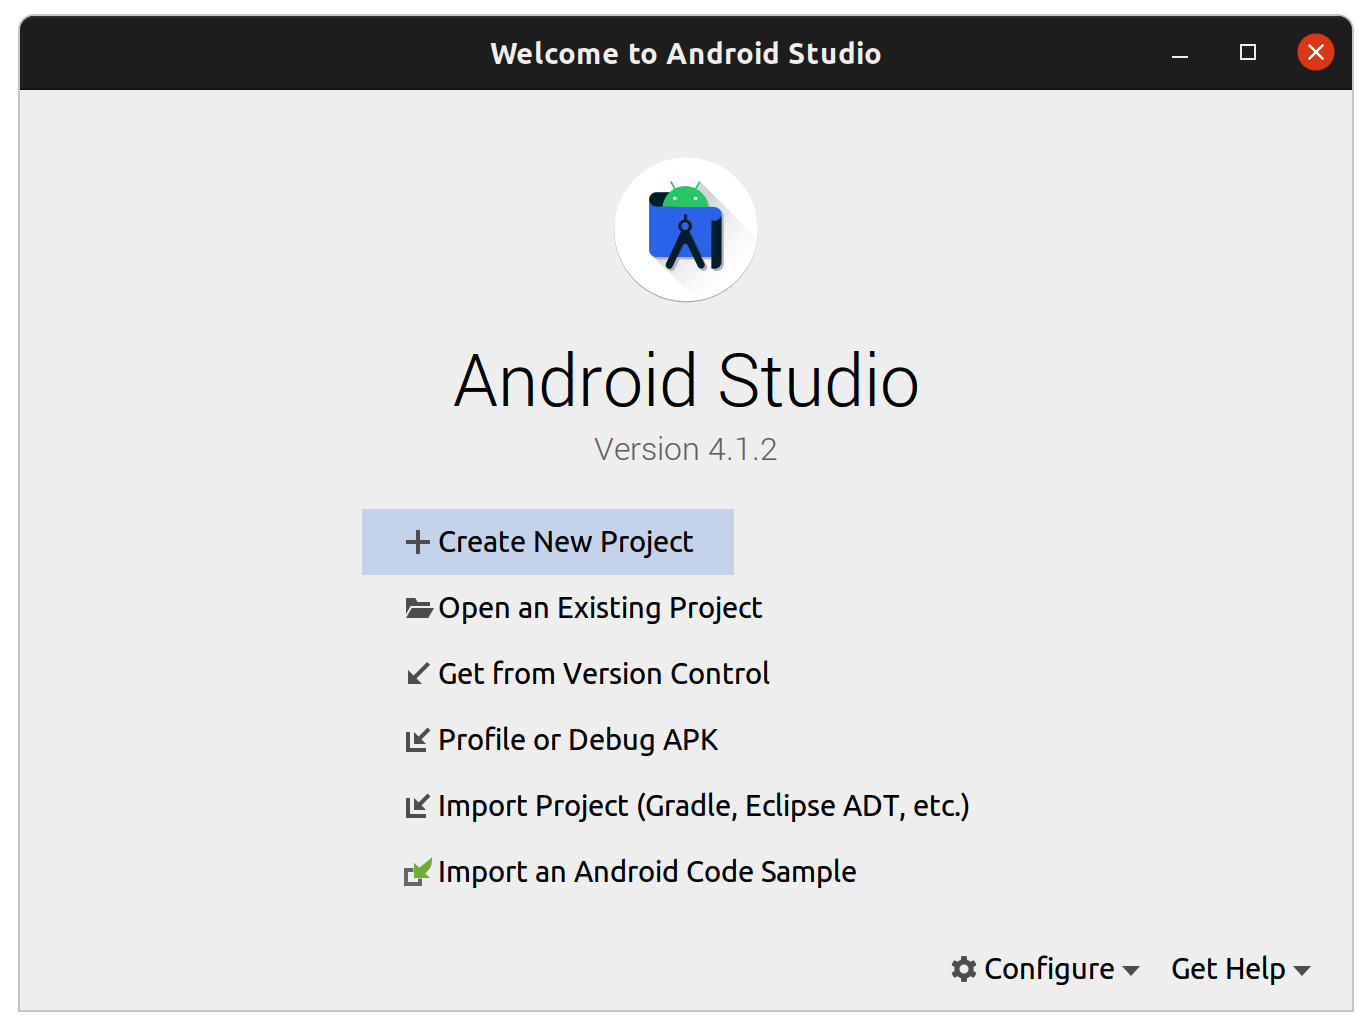 Welcome to Android Studio
Android Studio
Version 4.1.2
Create New Project
Open an Existing Project
Get from Version Control
Profile or Debug APK
Import Project (Gradle, Eclipse ADT, etc.)
Import an Android Code Sample
Configure Get Help